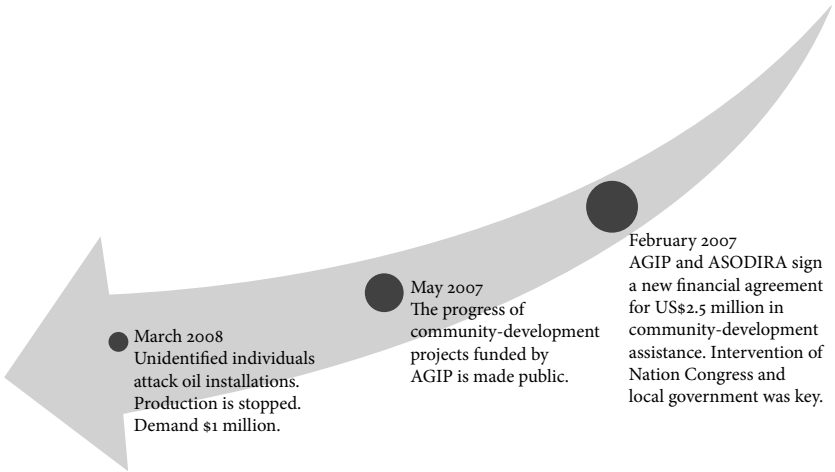 February 2007
AGIP and ASODIRA sign
a new financial agreement
for US$2.5 million in
community-development
assistance. Intervention of
Nation Congress and
local government was key.
May 2007
The progress of
community-development
projects funded by
AGIP is made public.
March 2008
Unidentified individuals
attack oil installations.
Production is stopped.
Demand $1 million.